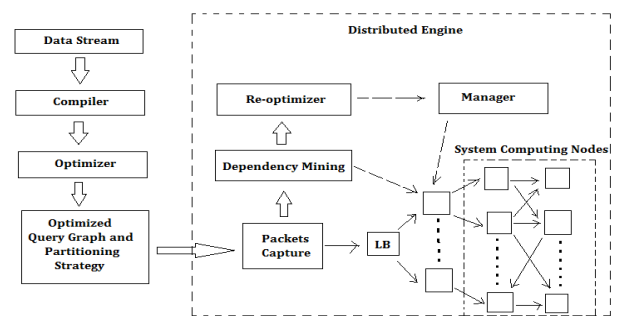 Data Stream
Compiler
Optimizer
Optimized
Query Graph and
Partitioning
Strategy
Distributed Engine
Re-optimizer
Manager
Dependency Mining
System Computing Nodes
Packets
Capture
LB